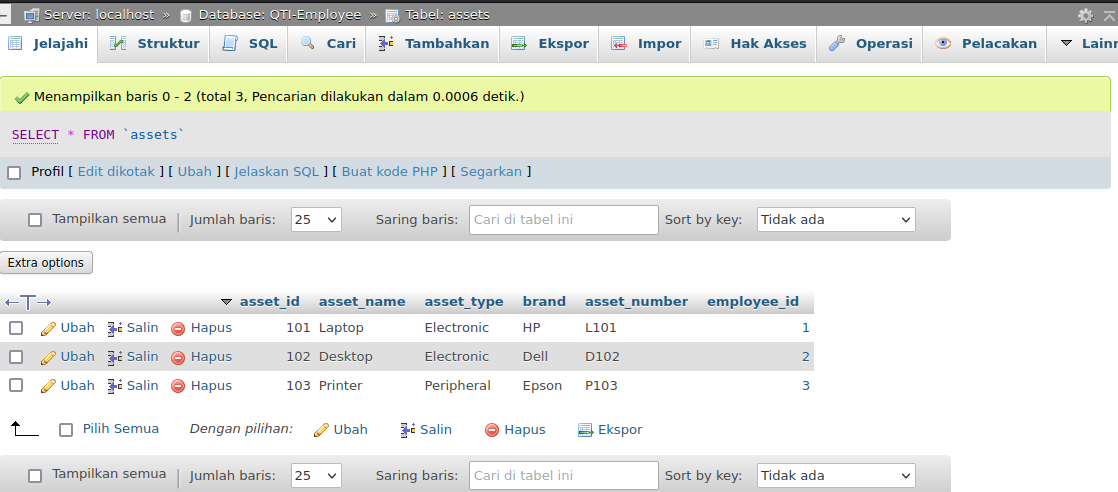 Server: localhost » Database: QTI-Employee » Tabel: assets
Jelajahi Struktur SQL Cari Tambahkan Ekspor Impor Hak Akses Operasi Pelacakan
Menampilkan baris 0 - 2 (total 3, Pencarian dilakukan dalam 0.0006 detik.)
SELECT * FROM `assets`
Profil [ Edit dikotak ] [ Ubah ] [ Jelaskan SQL ] [ Buat kode PHP ] [ Segarkan ]
Tampilkan semua | Jumlah baris: 25 Saring baris: Cari di tabel ini Sort by key: Tidak ada
Extra options
←T→ asset_id asset_name asset_type brand asset_number employee_id
Ubah Salin Hapus 101 Laptop Electronic HP L101 1
Ubah Salin Hapus 102 Desktop Electronic Dell D102 2
Ubah Salin Hapus 103 Printer Peripheral Epson P103 3
Pilih Semua Dengan pilihan: Ubah Salin Hapus Ekspor
Tampilkan semua | Jumlah baris: 25 Saring baris: Cari di tabel ini Sort by key: Tidak ada